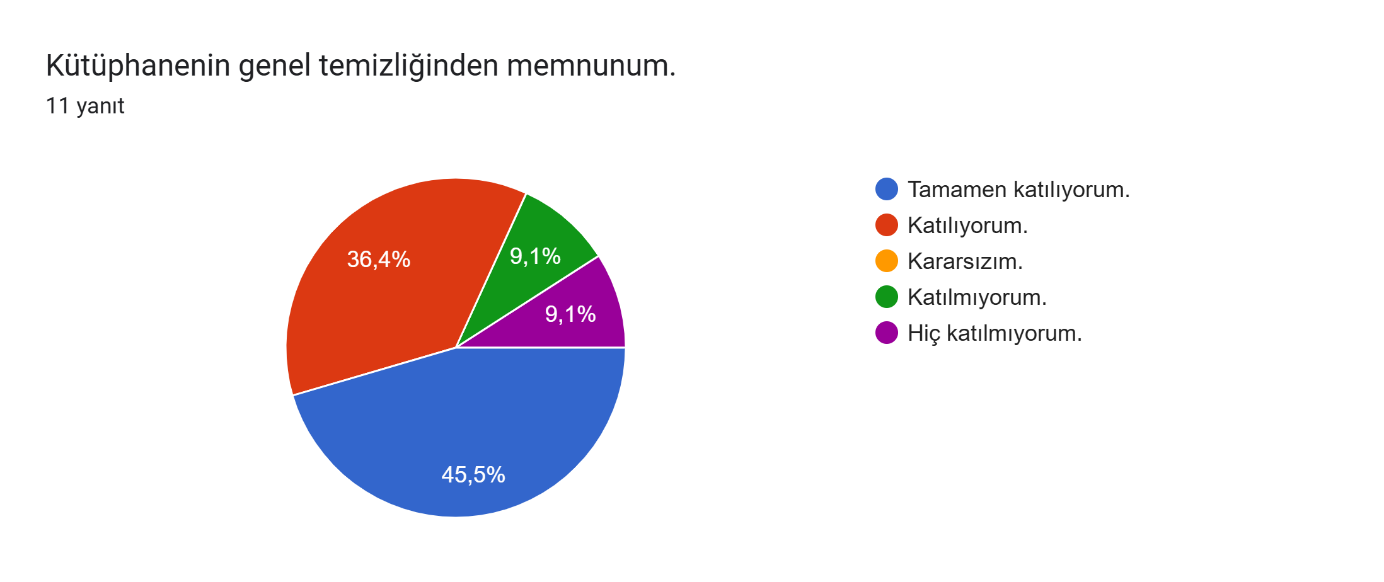 Kütüphanenin genel temizliğinden memnunum.
11 yanıt
Tamamen katılıyorum.
Katılıyorum.
Kararsızım.
Katılmıyorum.
Hiç katılmıyorum.
36,4%
9,1%
9,1%
45,5%